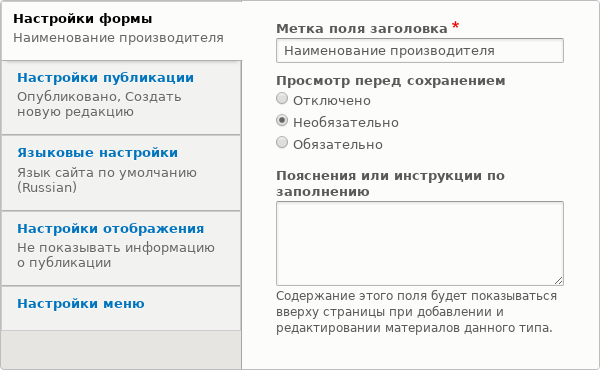 Настройки формы
Наименование производителя
Настройки публикации
Опубликовано, Создать
новую редакцию
Языковые настройки
Язык сайта по умолчанию
(Russian)
Настройки отображения
Не показывать информацию
о публикации
Настройки меню
Метка поля заголовка *
Наименование производителя
Просмотр перед сохранением
Отключено
Необязательно
Обязательно
Пояснения или инструкции по
заполнению
Содержание этого поля будет показываться
вверху страницы при добавлении и
редактировании материалов данного типа.